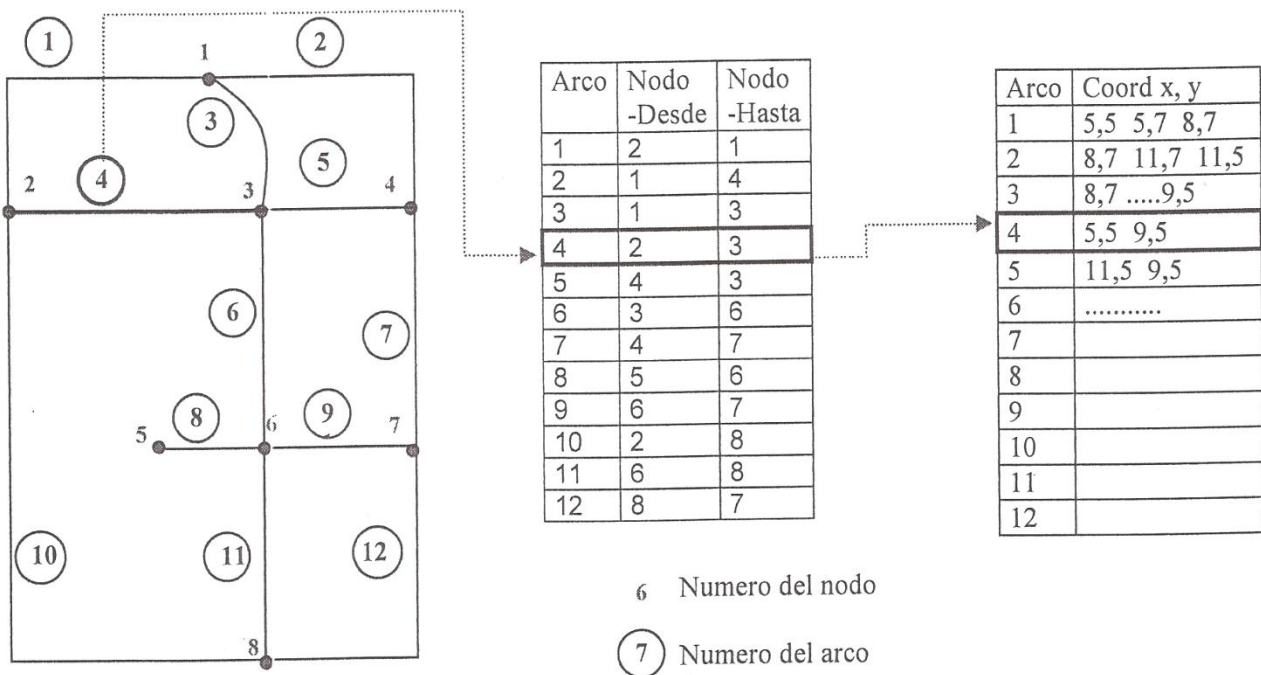 1
2
1
3
4
5
2
3
4
6
7
8
9
5
6
7
10
11
12
8
Arco Nodo -Desde Nodo -Hasta
1 2 1
2 1 4
3 1 3
4 2 3
5 4 3
6 3 6
7 4 7
8 5 6
9 6 7
10 2 8
11 6 8
12 8 7
Arco Coord x, y
1 5,5 5,7 8,7
2 8,7 11,7 11,5
3 8,7 .....9,5
4 5,5 9,5
5 11,5 9,5
6 ...........
7
8
9
10
11
12
6 Numero del nodo
7 Numero del arco